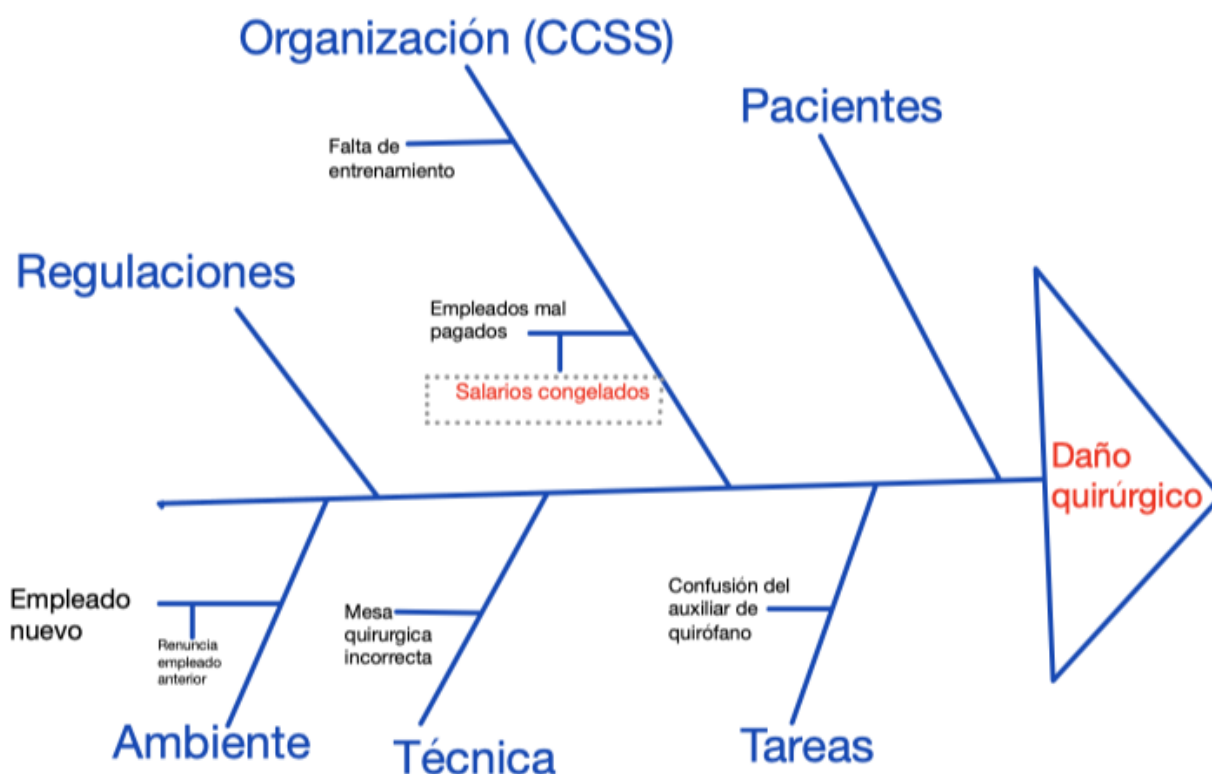 Organización (CCSS)
Pacientes
Falta de
entrenamiento
Regulaciones
Empleados mal
pagados
Salarios congelados
Daño
quirúrgico
Empleado
nuevo
Renuncia
empleado
anterior
Mesa
quirurgica
incorrecta
Confusión del
auxiliar de
quirófano
Ambiente
Técnica
Tareas